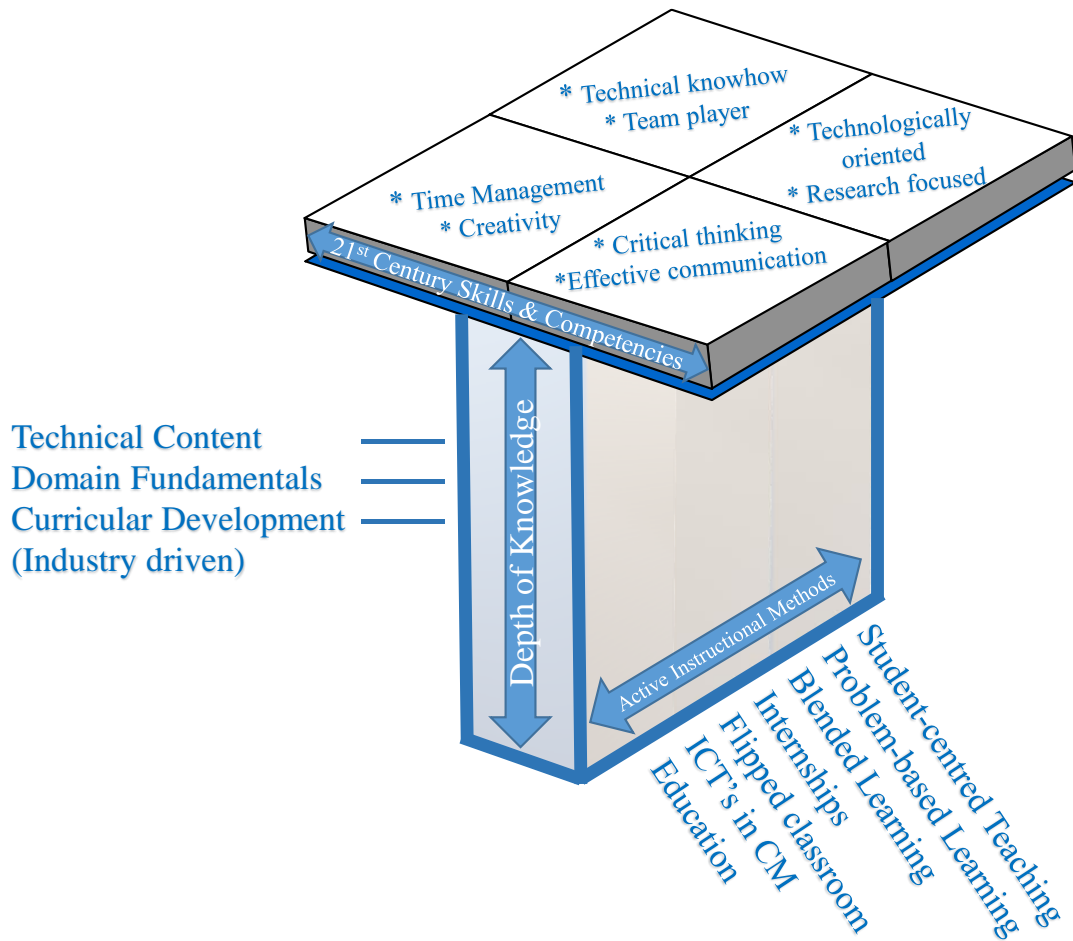 * Technical knowhow
* Team player
* Technologically
oriented
* Research focused
* Time Management
* Creativity
* Critical thinking
*Effective communication
21st Century Skills & Competencies
Depth of Knowledge
Technical Content
Domain Fundamentals
Curricular Development
(Industry driven)
Active Instructional Methods
Student-centred Teaching
Problem-based Learning
Blended Learning
Internships
Flipped classroom
ICT's in CM
Education